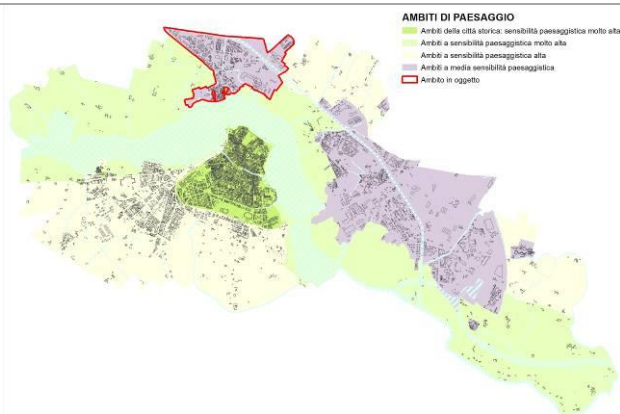 AMBITI DI PAESAGGIO
Ambiti della città storica: sensibilità paesaggistica molto alta
Ambiti a sensibilità paesaggistica molto alta
Ambiti a sensibilità paesaggistica alta
Ambiti a media sensibilità paesaggistica
Ambito in oggetto